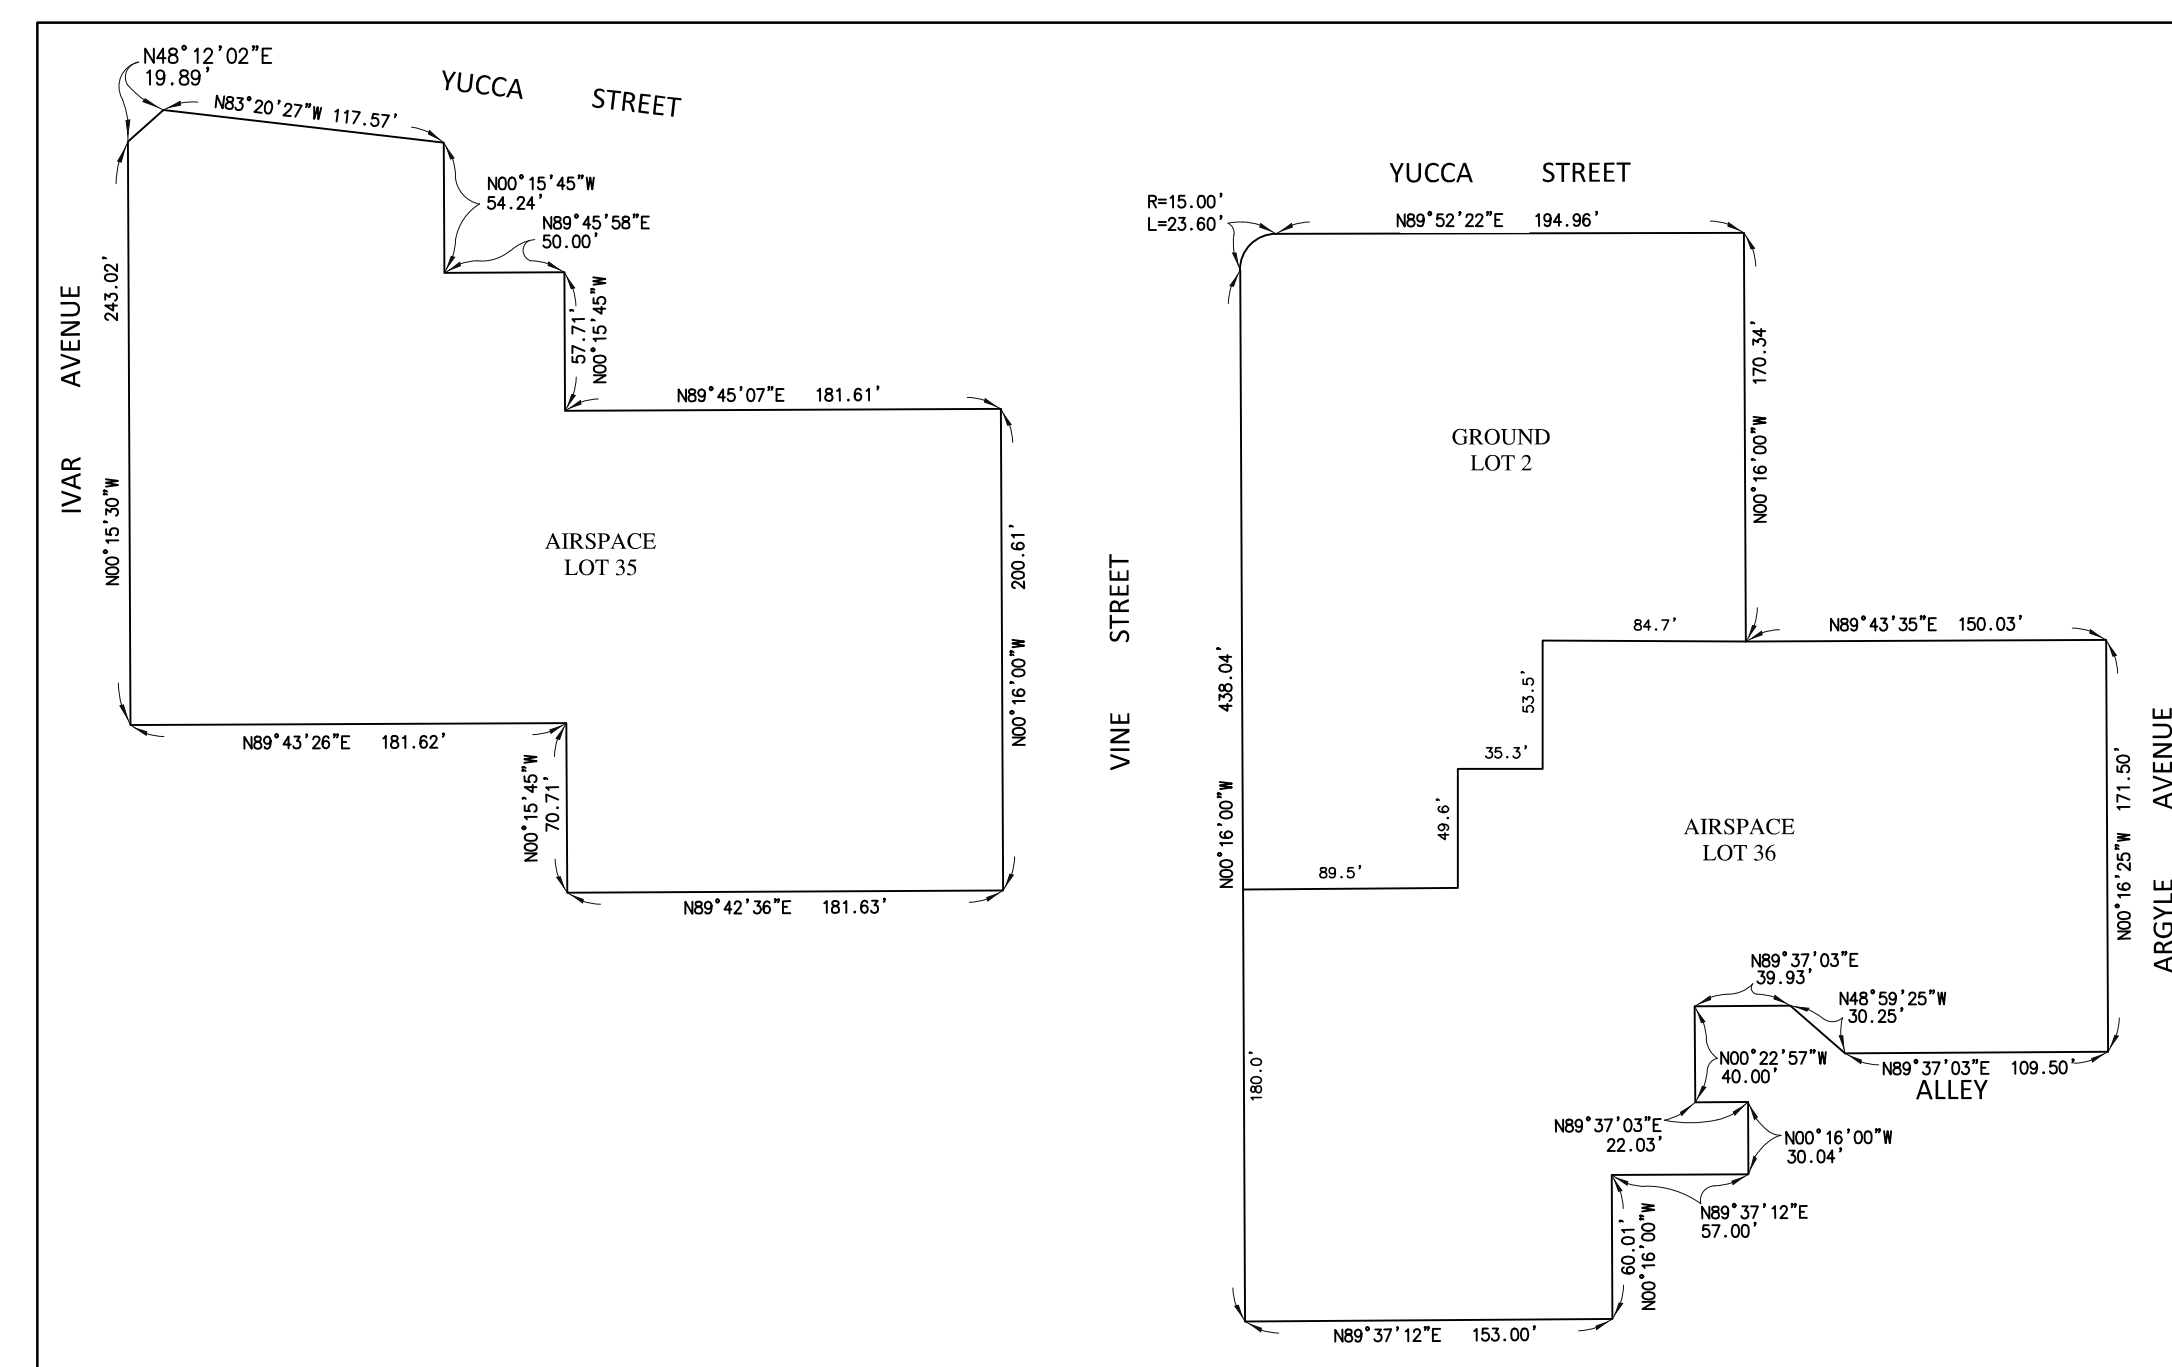 N48°12'02"E
19.89'
N83°20'27"W 117.57'
YUCCA STREET
N00°15'45"W
54.24'
N89°45'58"E
50.00'
57.71'
N00°15'45"W
N89°45'07"E 181.61'
IVAR AVENUE
N00°15'30"W 243.02'
AIRSPACE
LOT 35
N00°16'00"W 200.61'
N89°43'26"E 181.62'
N00°15'45"W
70.71'
N89°42'36"E 181.63'
VINE STREET
YUCCA STREET
R=15.00'
L=23.60'
N89°52'22"E 194.96'
N00°16'00"W 170.34'
GROUND
LOT 2
N00°16'00"W 438.04'
84.7'
N89°43'35"E 150.03'
53.5'
35.3'
49.6'
89.5'
AIRSPACE
LOT 36
N00°16'25"W 171.50'
ARGYLE AVENUE
N89°37'03"E
39.93'
N48°59'25"W
30.25'
N00°22'57"W
40.00'
N89°37'03"E 109.50'
ALLEY
180.0'
N89°37'03"E
22.03'
N00°16'00"W
30.04'
N89°37'12"E
57.00'
60.01'
N00°16'00"W
N89°37'12"E 153.00'